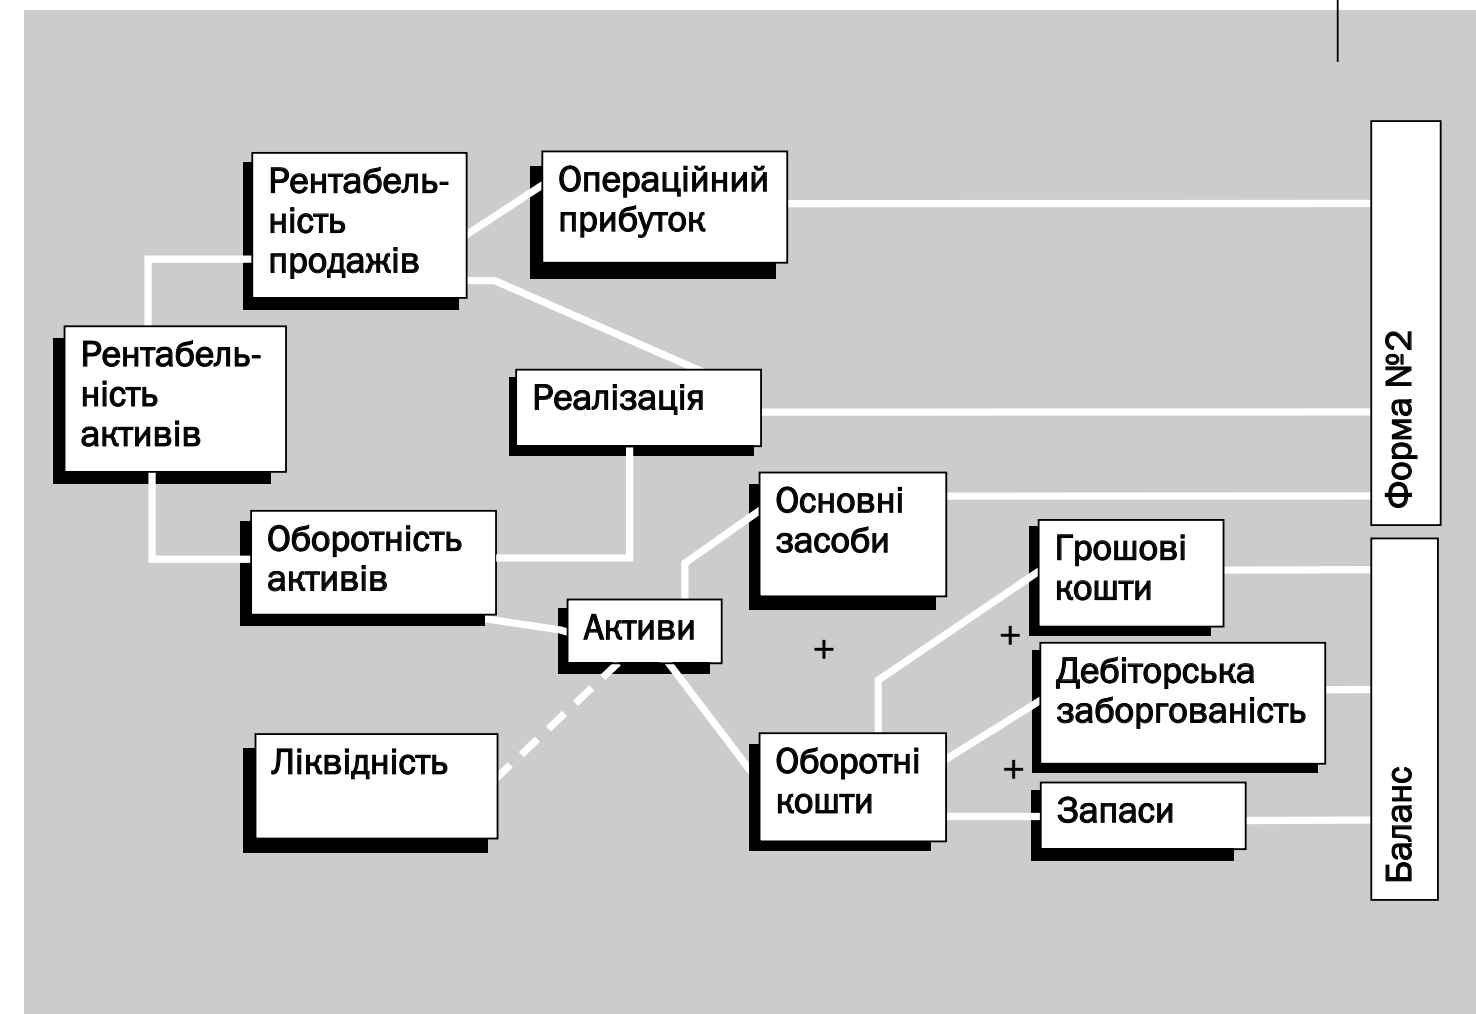 Рентабель-
ність
продажів
Операційний
прибуток
Рентабель-
ність
активів
Реалізація
Форма №2
Оборотність
активів
Основні
засоби
Грошові
кошти
Активи
+
+
Дебіторська
заборгованість
Ліквідність
Оборотні
кошти
+
Запаси
Баланс